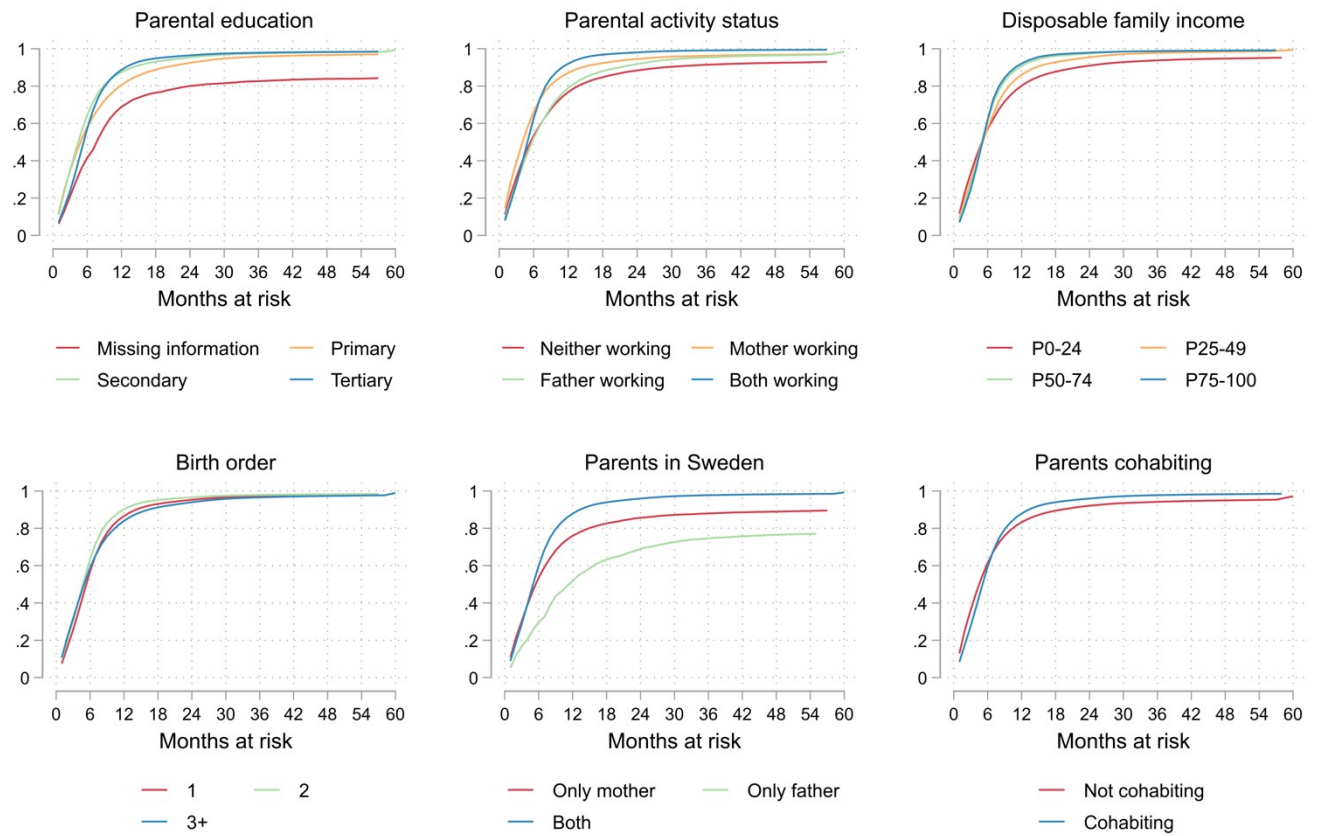 Parental education
1
.8
.6
.4
.2
0
0 6 12 18 24 30 36 42 48 54 60
Months at risk
Missing information Primary
Secondary Tertiary
Parental activity status
1
.8
.6
.4
.2
0
0 6 12 18 24 30 36 42 48 54 60
Months at risk
Neither working Mother working
Father working Both working
Disposable family income
1
.8
.6
.4
.2
0
0 6 12 18 24 30 36 42 48 54 60
Months at risk
P0-24 P25-49
P50-74 P75-100
Birth order
1
.8
.6
.4
.2
0
0 6 12 18 24 30 36 42 48 54 60
Months at risk
1 2
3+
Parents in Sweden
1
.8
.6
.4
.2
0
0 6 12 18 24 30 36 42 48 54 60
Months at risk
Only mother Only father
Both
Parents cohabiting
1
.8
.6
.4
.2
0
0 6 12 18 24 30 36 42 48 54 60
Months at risk
Not cohabiting
Cohabiting